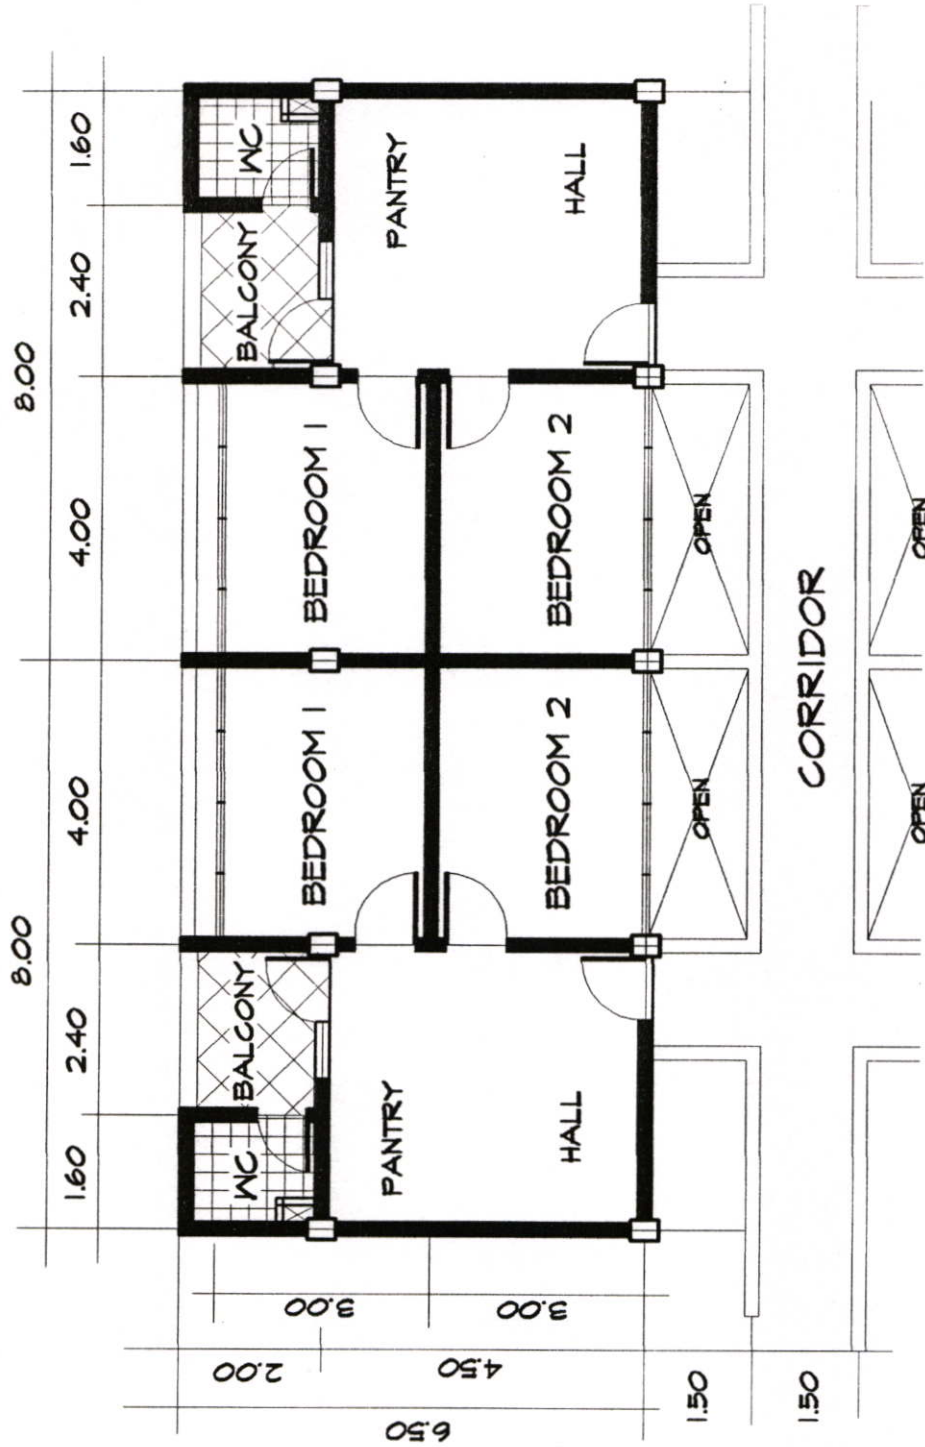 8.00 8.00
1.60 2.40 4.00 4.00 2.40 1.60
WC BALCONY BALCONY WC
BEDROOM 1 BEDROOM 1
PANTRY PANTRY
BEDROOM 2 BEDROOM 2
HALL HALL
OPEN OPEN
CORRIDOR
OPEN OPEN
3.00 3.00
2.00 4.50
6.50
1.50
1.50